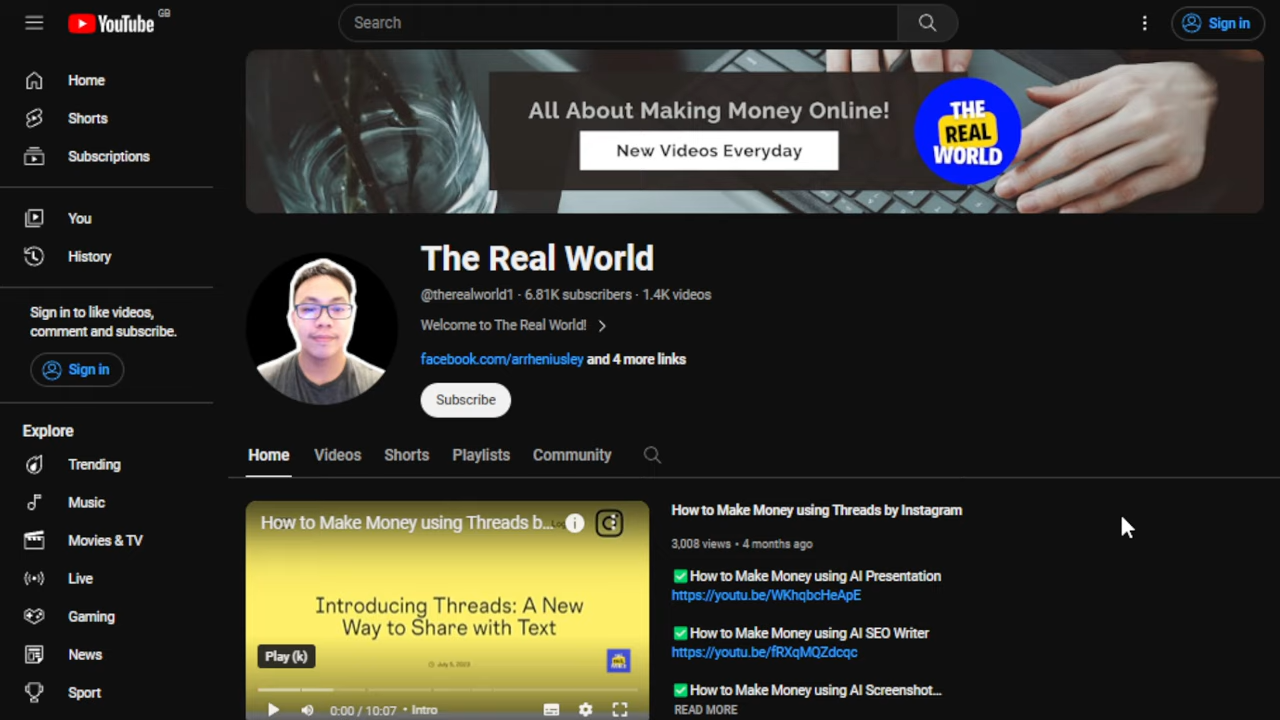 YouTube GB
Search
Sign in
Home
Shorts
Subscriptions
You
History
Sign in to like videos,
comment and subscribe.
Sign in
Explore
Trending
Music
Movies & TV
Live
Gaming
News
Sport
All About Making Money Online!
New Videos Everyday
THE
REAL
WORLD
The Real World
@therealworld1 · 6.81K subscribers · 1.4K videos
Welcome to The Real World!
facebook.com/arrheniusley and 4 more links
Subscribe
Home Videos Shorts Playlists Community
How to Make Money using Threads b...
Introducing Threads: A New
Way to Share with Text
July 5, 2023
Play (k)
0:00 / 10:07 • Intro
How to Make Money using Threads by Instagram
3,008 views • 4 months ago
✅How to Make Money using AI Presentation
https://youtu.be/WKhqbcHeApE
✅How to Make Money using AI SEO Writer
https://youtu.be/fRXqMQZdcqc
✅How to Make Money using AI Screenshot...
READ MORE